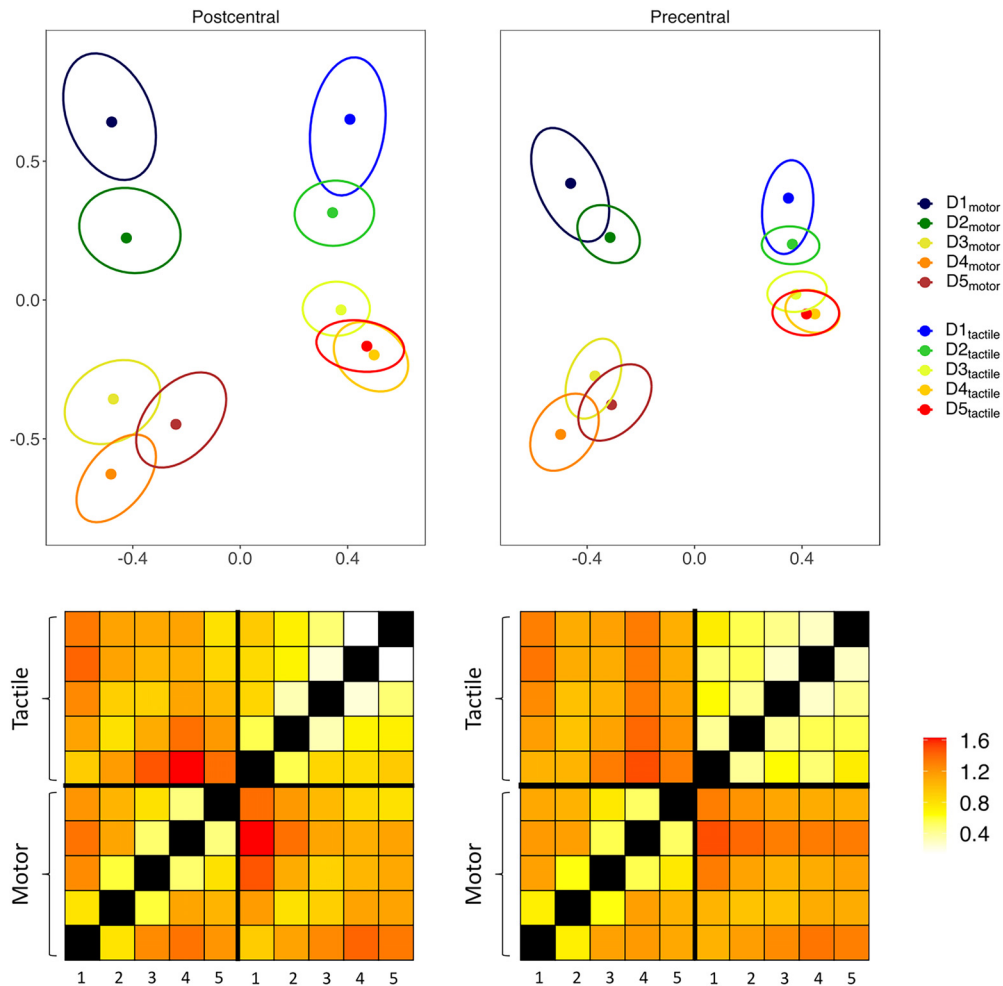 Postcentral
Precentral
0.5
0.0
-0.5
-0.4 0.0 0.4
-0.4 0.0 0.4
D1motor
D2motor
D3motor
D4motor
D5motor
D1tactile
D2tactile
D3tactile
D4tactile
D5tactile
Tactile
Motor
1 2 3 4 5 1 2 3 4 5
Tactile
Motor
1 2 3 4 5 1 2 3 4 5
1.6
1.2
0.8
0.4